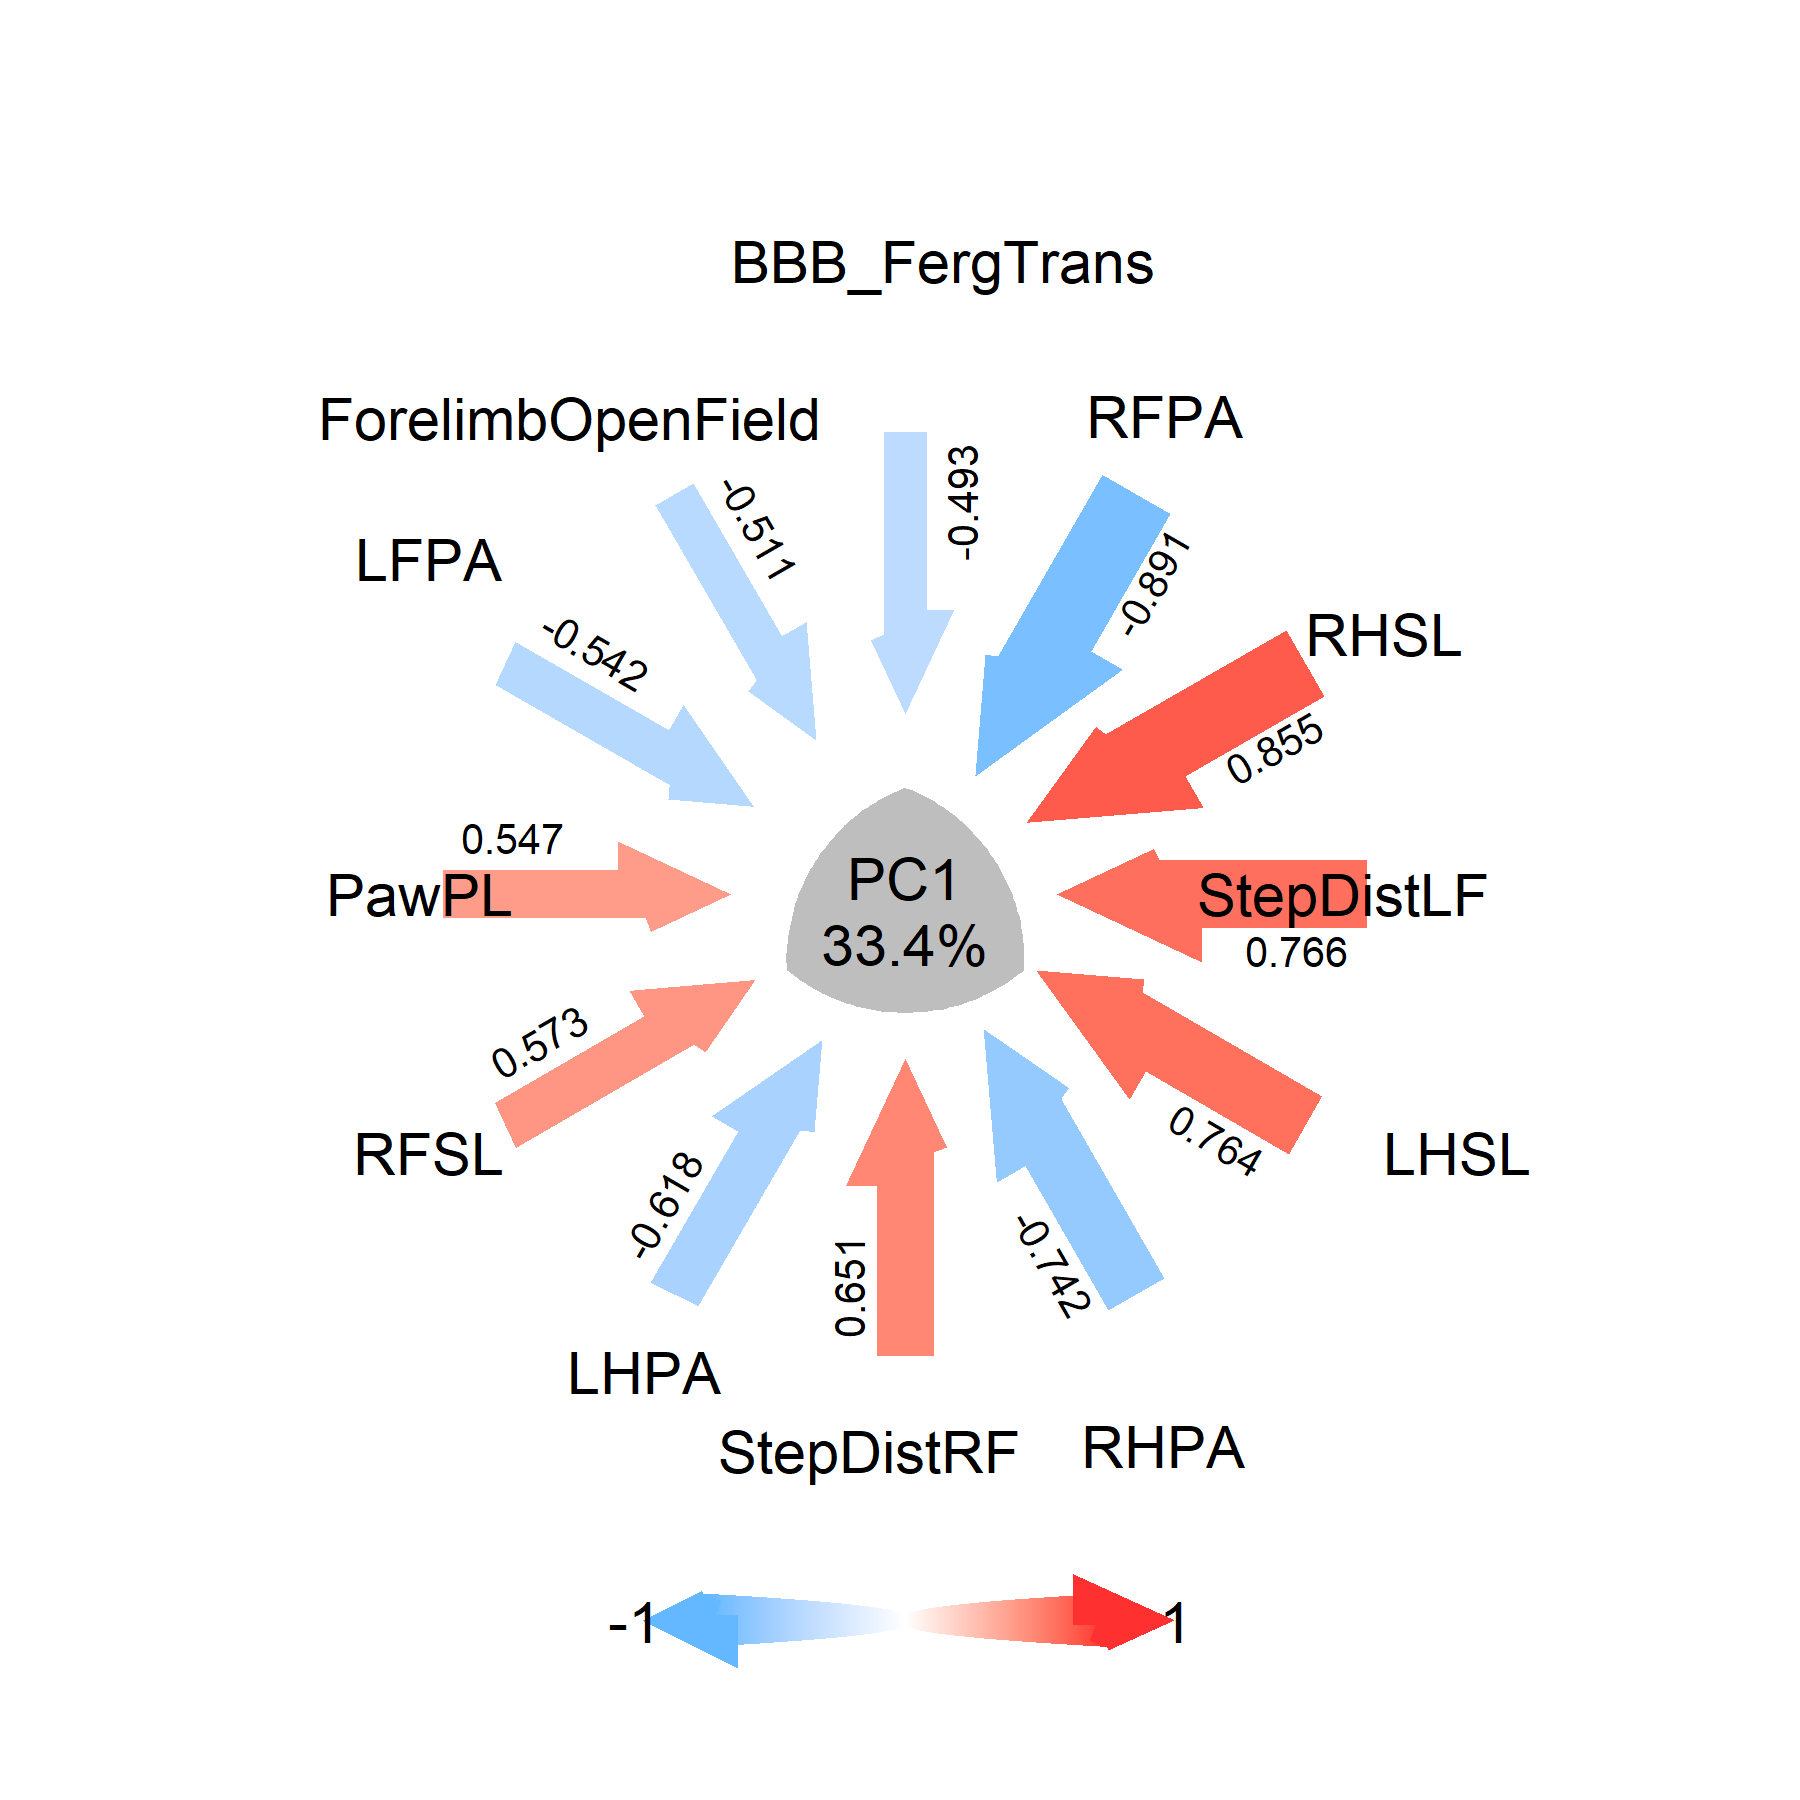 BBB_FergTrans
ForelimbOpenField
RFPA
-0.493
-0.511
-0.891
LFPA
-0.542
RHSL
0.855
0.547
PawPL
PC1
33.4%
StepDistLF
0.766
0.573
RFSL
0.764
LHSL
-0.618
0.651
-0.742
LHPA
StepDistRF
RHPA
-1
1